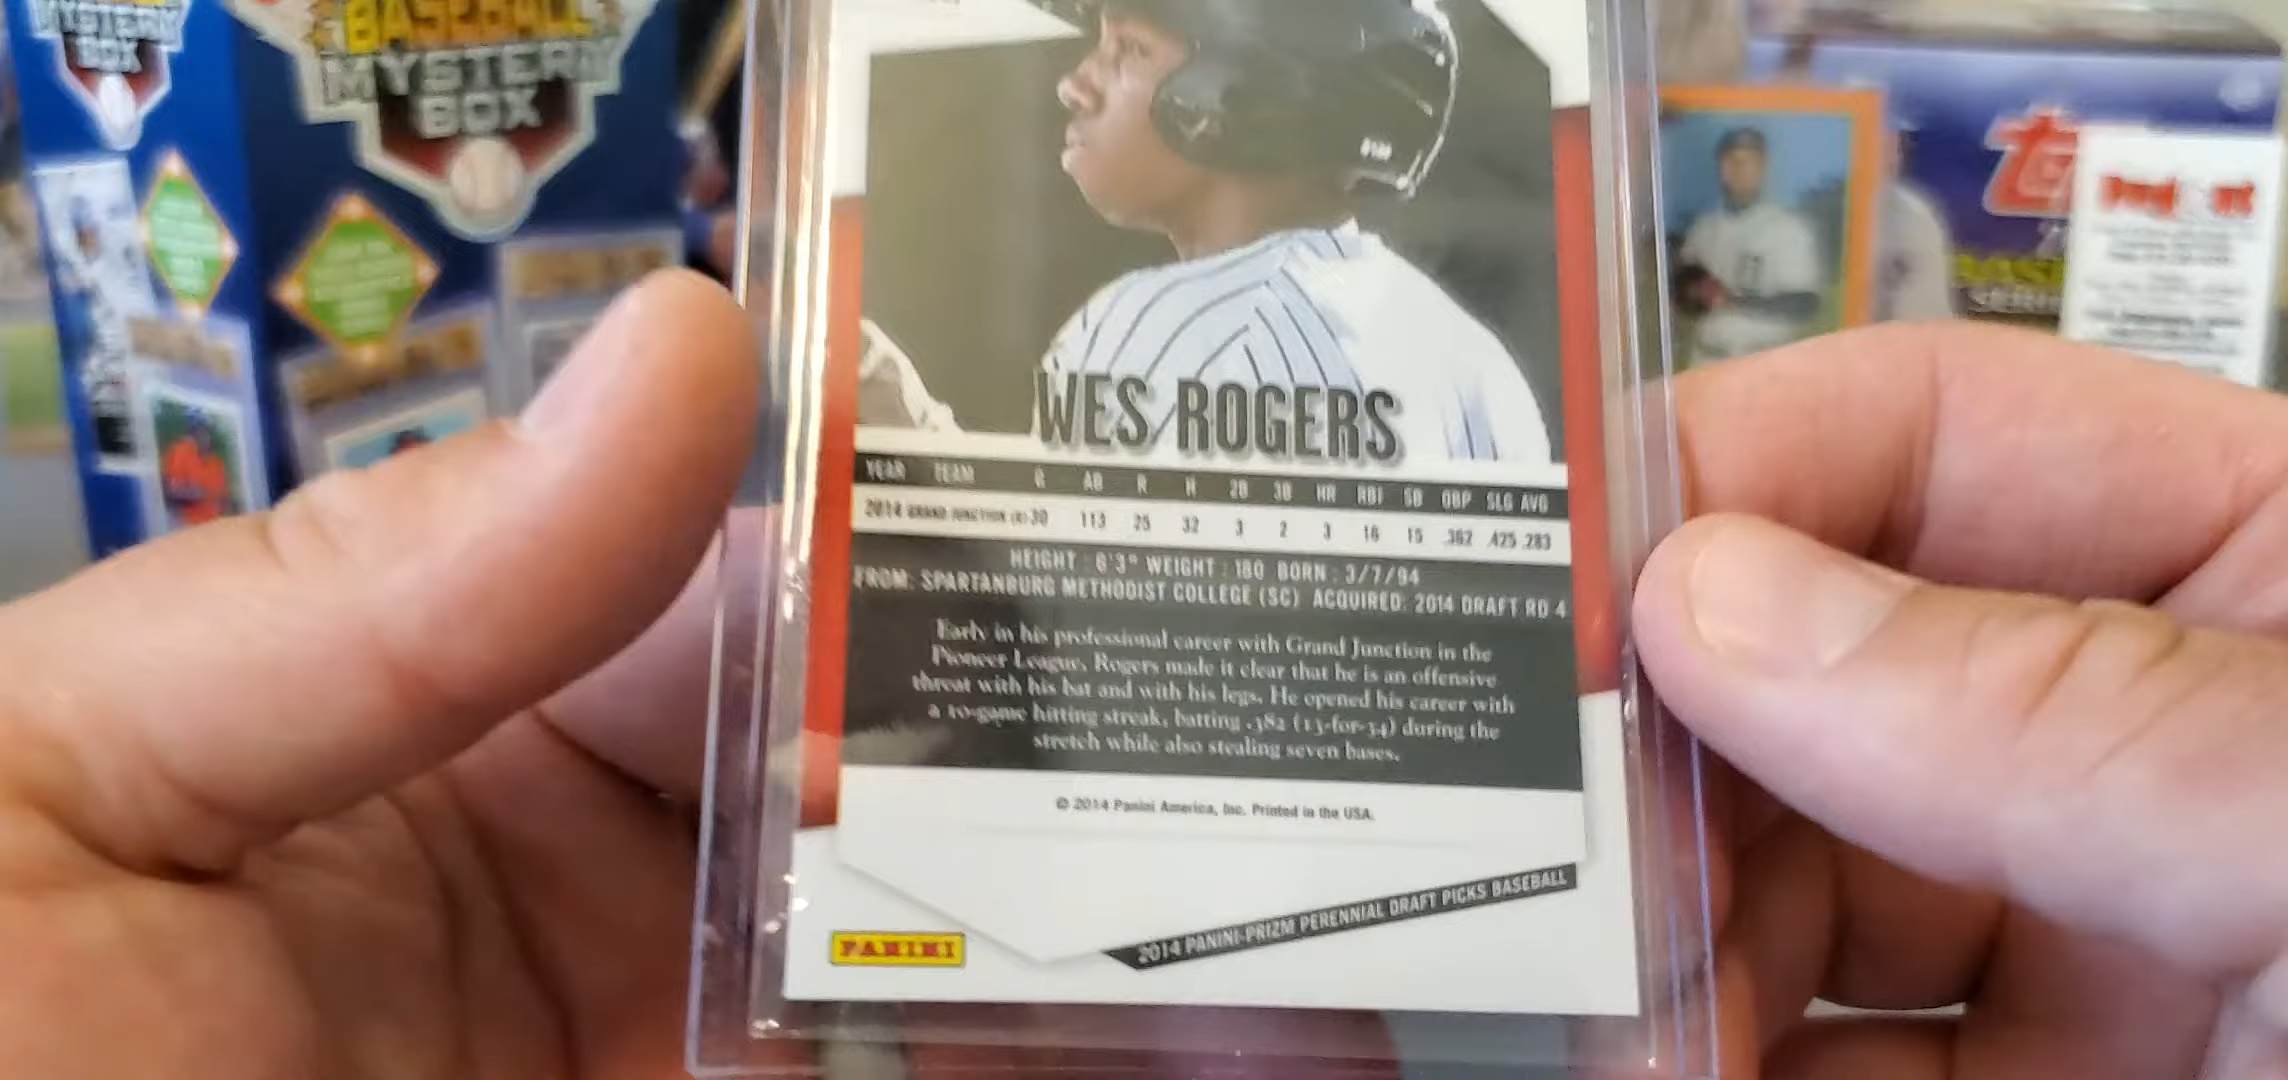 MYSTERY
BOX
BASEBALL
MYSTERY
BOX
WES ROGERS
YEAR TEAM G AB R H 2B 3B HR RBI SB OBP SLG AVG
2014 GRAND JUNCTION (R) 30 113 25 32 3 2 3 16 15 .362 .425 .283
HEIGHT : 6'3" WEIGHT : 180 BORN : 3/7/94
FROM: SPARTANBURG METHODIST COLLEGE (SC) ACQUIRED: 2014 DRAFT RD 4
Early in his professional career with Grand Junction in the
Pioneer League, Rogers made it clear that he is an offensive
threat with his bat and with his legs. He opened his career with
a 10-game hitting streak, batting .382 (13-for-34) during the
stretch while also stealing seven bases.
© 2014 Panini America, Inc. Printed in the USA.
2014 PANINI-PRIZM PERENNIAL DRAFT PICKS BASEBALL
PANINI